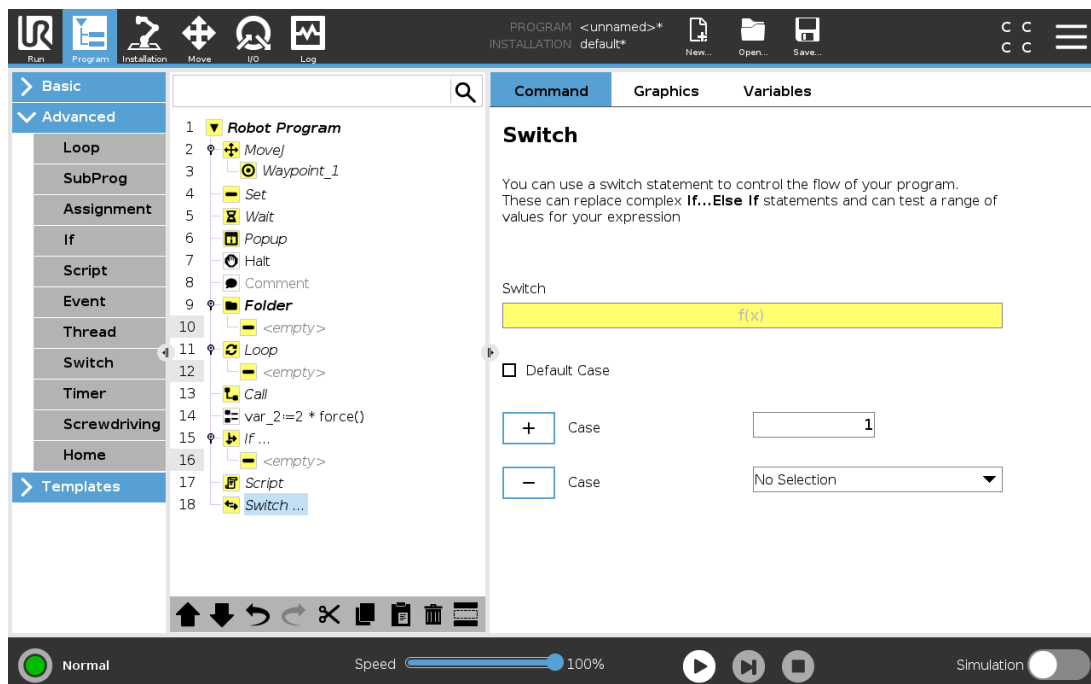 PROGRAM <unnamed>*
INSTALLATION default*
C C
C C
UR
Run
Program
Installation
Move
I/O
Log
New...
Open...
Save...
Basic
Advanced
Loop
SubProg
Assignment
If
Script
Event
Thread
Switch
Timer
Screwdriving
Home
Templates
1 Robot Program
2 MoveJ
3 Waypoint_1
4 Set
5 Wait
6 Popup
7 Halt
8 Comment
9 Folder
10 <empty>
11 Loop
12 <empty>
13 Call
14 var_2:=2 * force()
15 If ...
16 <empty>
17 Script
18 Switch ...
Command Graphics Variables
Switch
You can use a switch statement to control the flow of your program.
These can replace complex If...Else If statements and can test a range of
values for your expression
Switch
f(x)
Default Case
+ Case 1
− Case No Selection
Normal
Speed 100%
Simulation